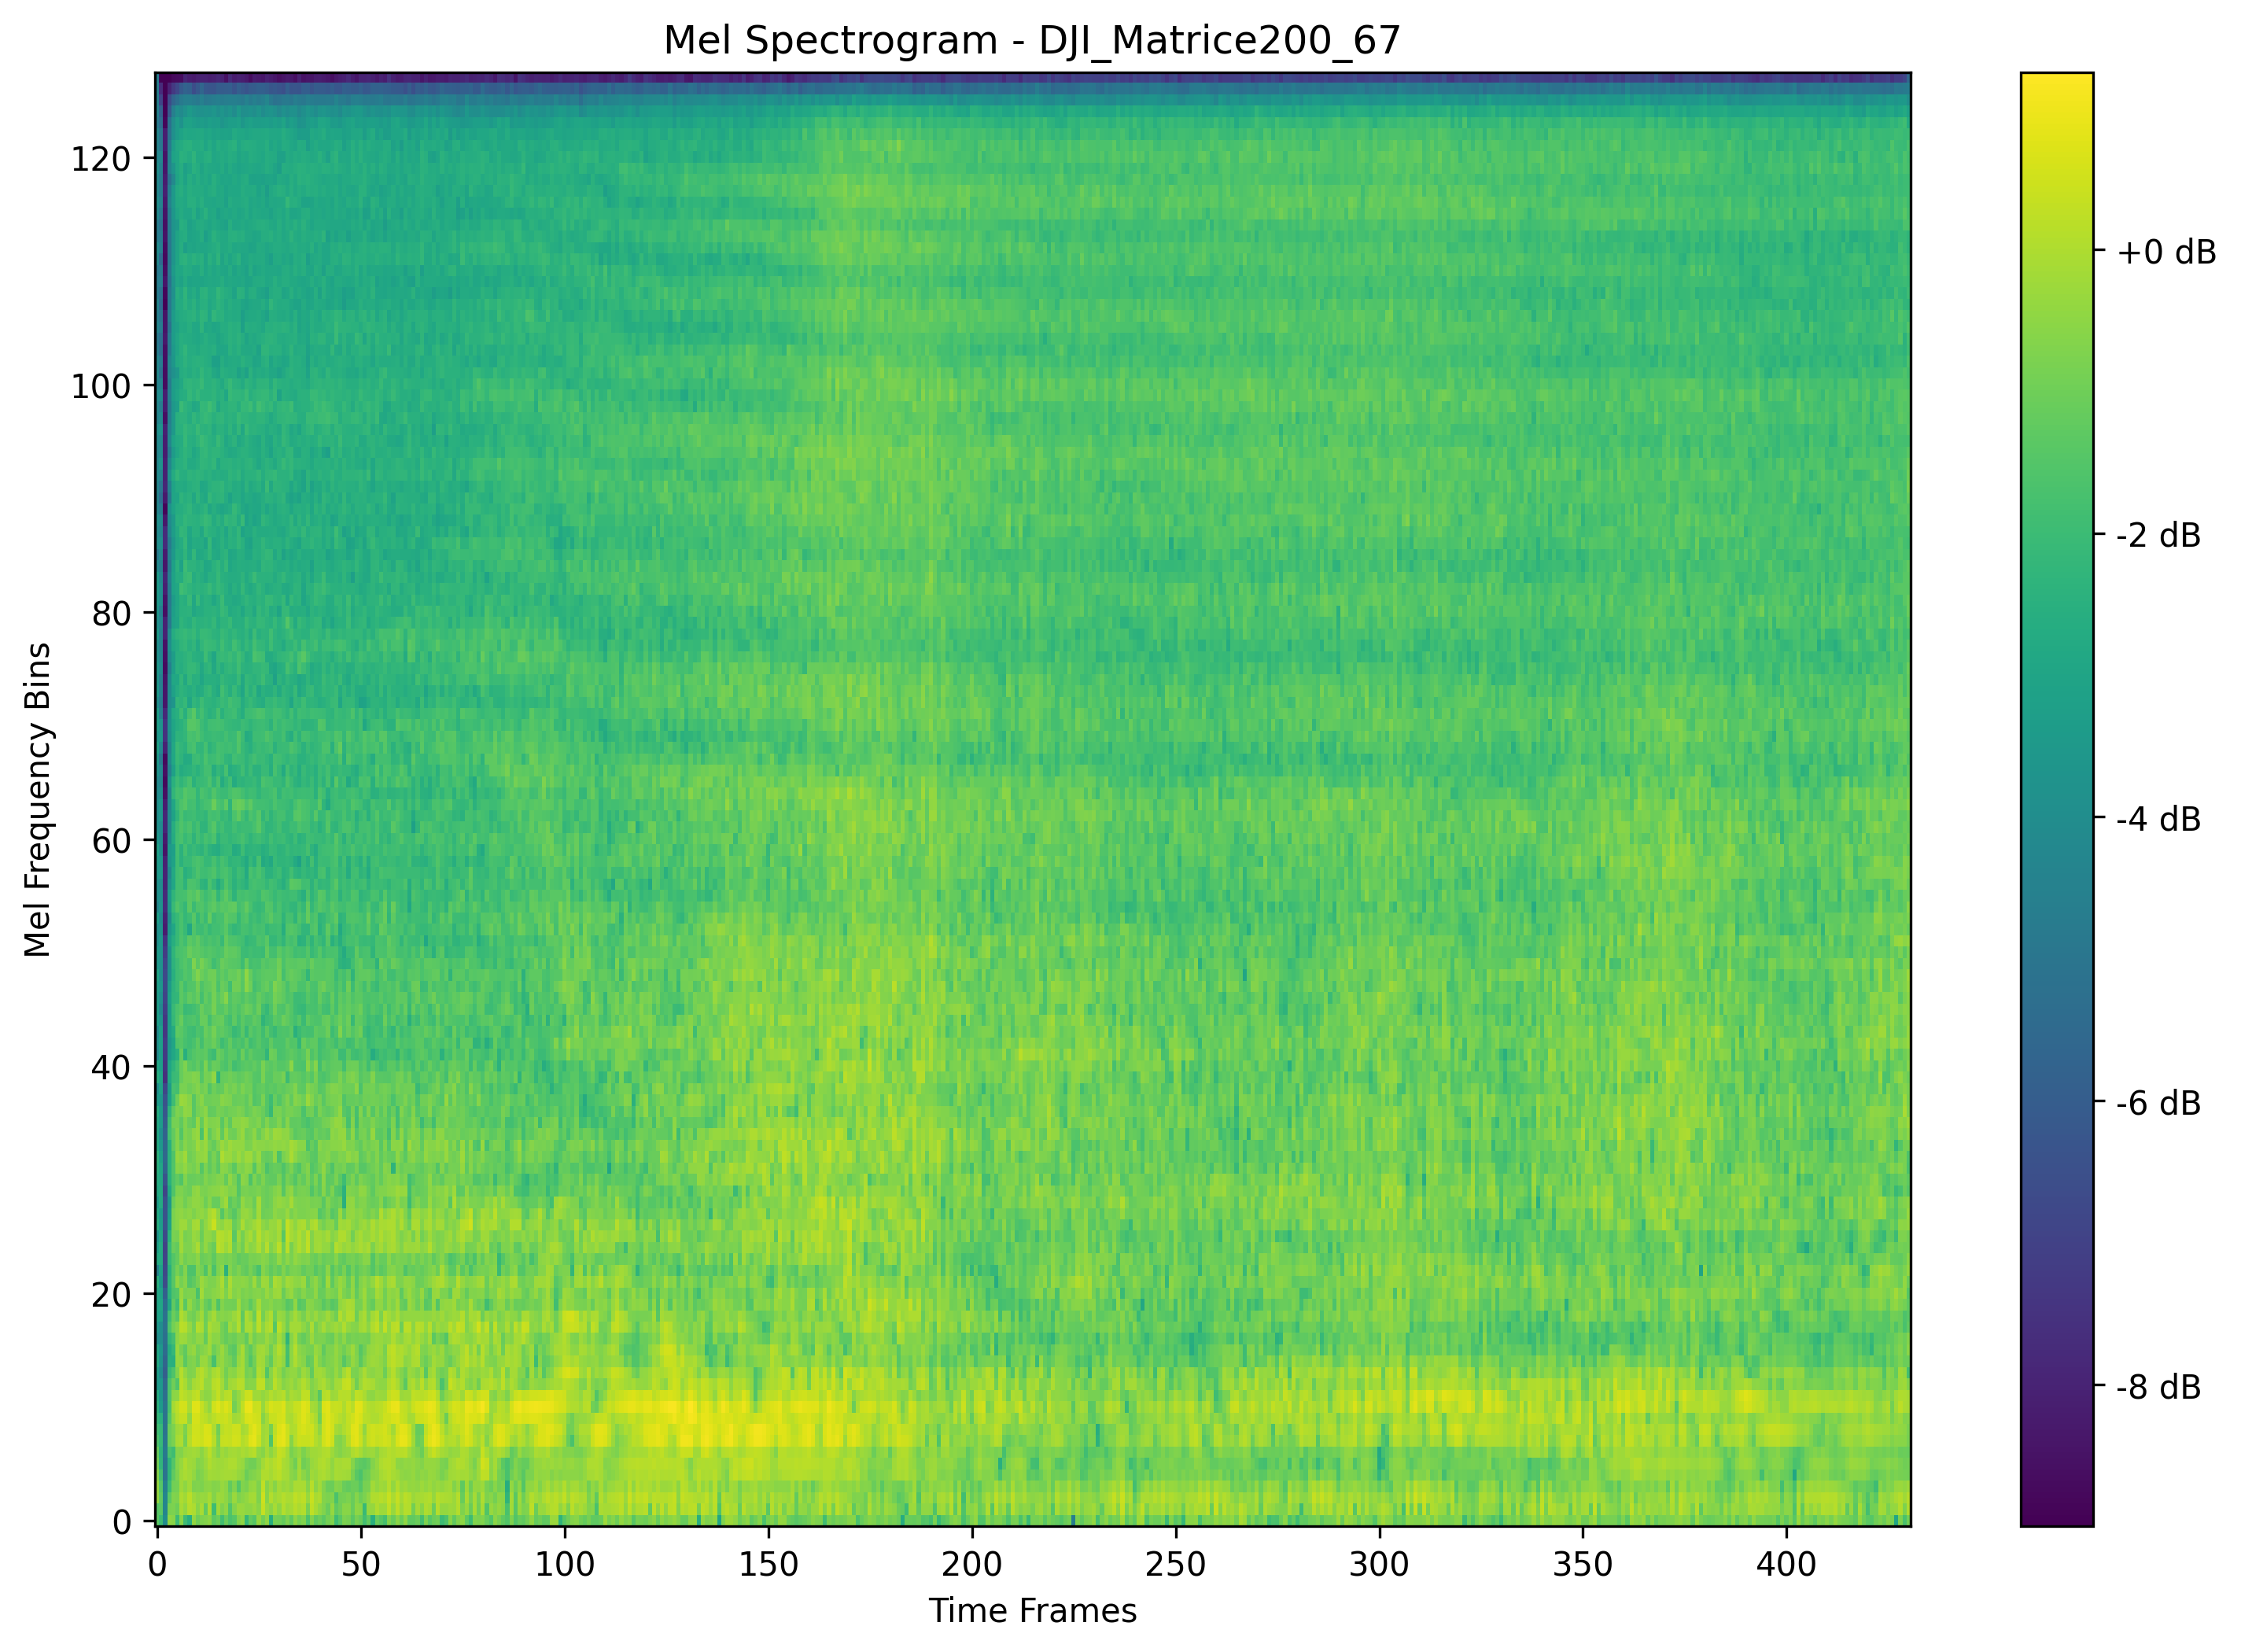 Mel Spectrogram - DJI_Matrice200_67
Mel Frequency Bins
120
100
80
60
40
20
0
0 50 100 150 200 250 300 350 400
Time Frames
+0 dB
-2 dB
-4 dB
-6 dB
-8 dB